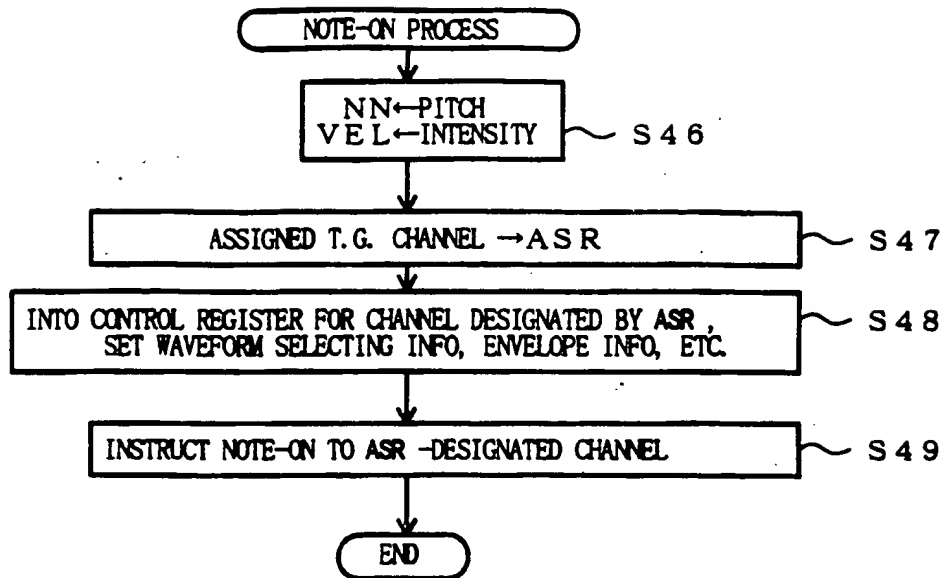 NOTE-ON PROCESS
NN←PITCH
VEL←INTENSITY
S46
ASSIGNED T.G. CHANNEL →ASR
S47
INTO CONTROL REGISTER FOR CHANNEL DESIGNATED BY ASR ,
SET WAVEFORM SELECTING INFO, ENVELOPE INFO, ETC.
S48
INSTRUCT NOTE-ON TO ASR -DESIGNATED CHANNEL
S49
END